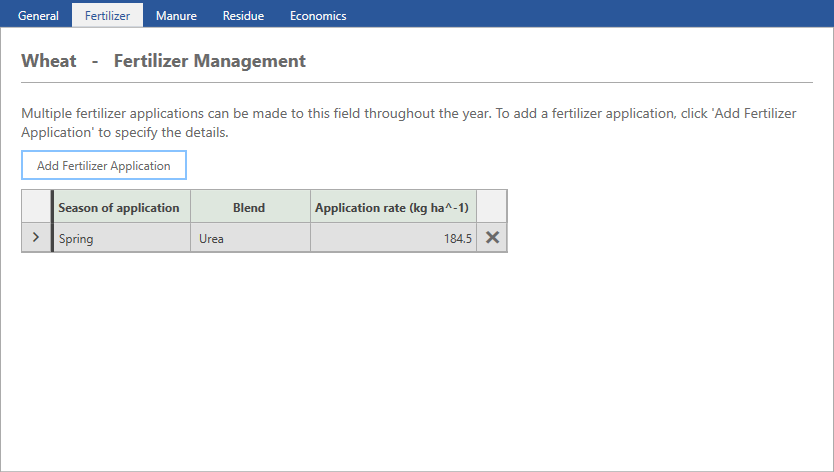 General Fertilizer Manure Residue Economics
Wheat - Fertilizer Management
Multiple fertilizer applications can be made to this field throughout the year. To add a fertilizer application, click 'Add Fertilizer
Application' to specify the details.
Add Fertilizer Application
Season of application Blend Application rate (kg ha^-1)
Spring Urea 184.5